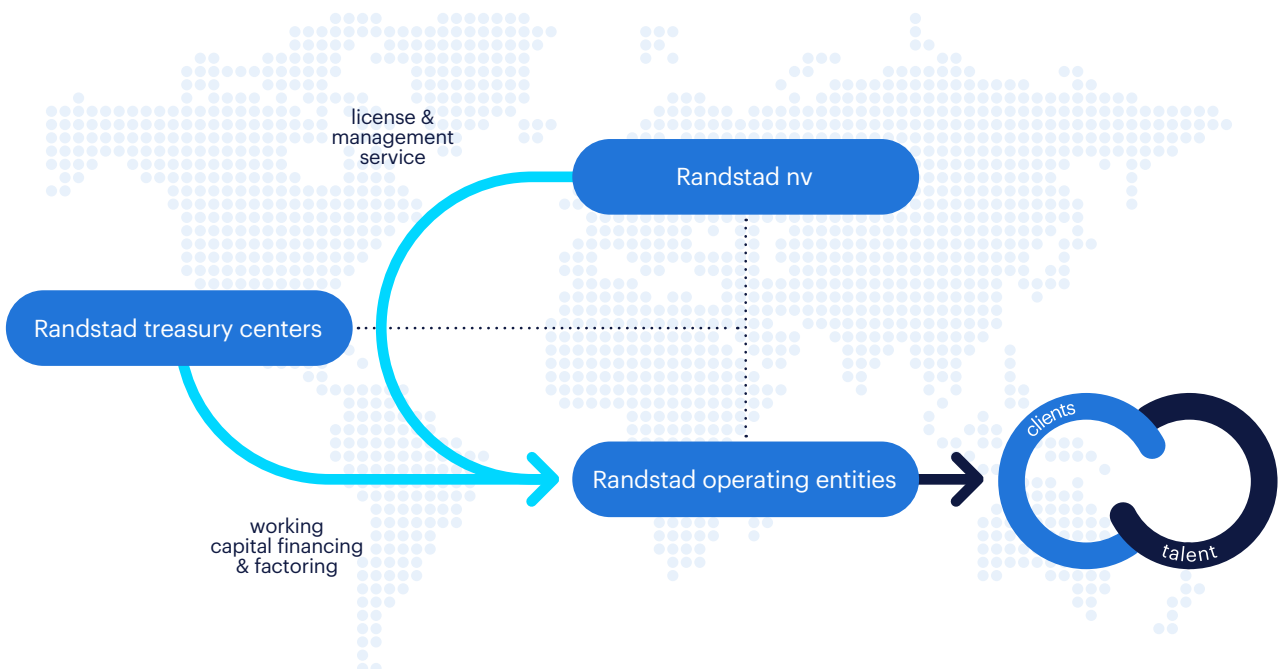 license &
management
service
Randstad nv
Randstad treasury centers
clients
Randstad operating entities
working
capital financing
& factoring
talent